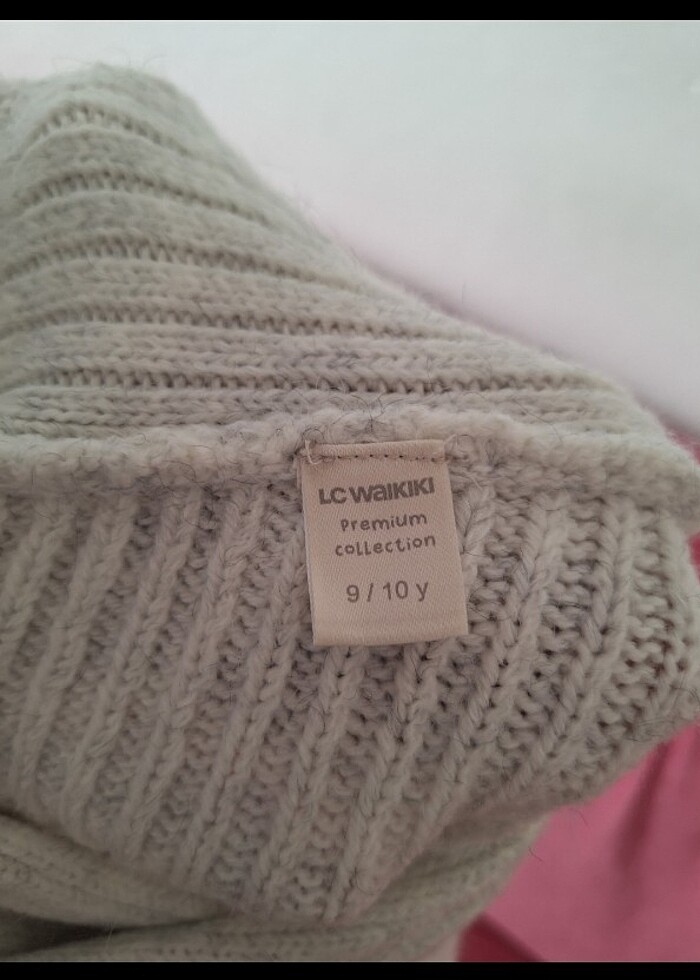 LC WAIKIKI
Premium
collection
9 / 10 y